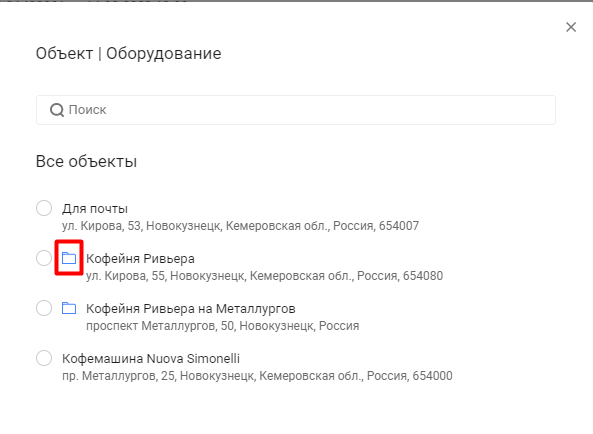 Объект | Оборудование
Поиск
Все объекты
Для почты
ул. Кирова, 53, Новокузнецк, Кемеровская обл., Россия, 654007
Кофейня Ривьера
ул. Кирова, 55, Новокузнецк, Кемеровская обл., Россия, 654080
Кофейня Ривьера на Металлургов
проспект Металлургов, 50, Новокузнецк, Россия
Кофемашина Nuova Simonelli
пр. Металлургов, 25, Новокузнецк, Кемеровская обл., Россия, 654000